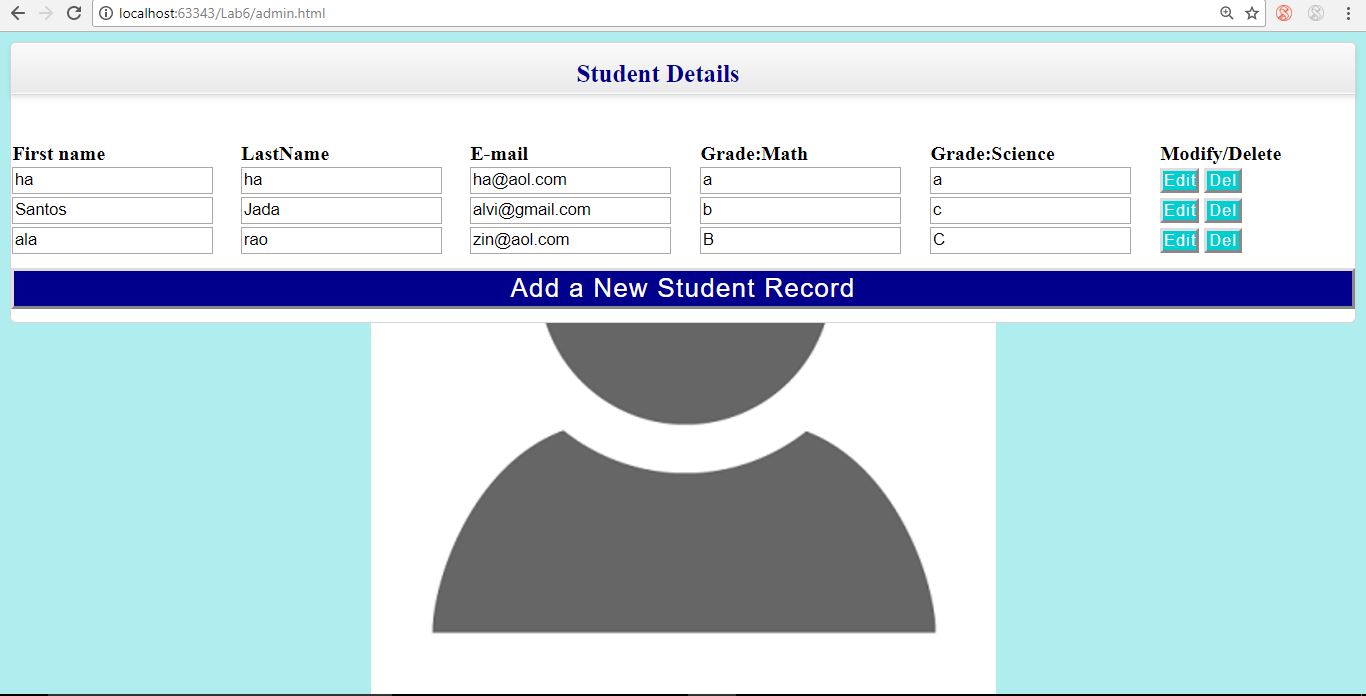 localhost:63343/Lab6/admin.html
Student Details
First name LastName E-mail Grade:Math Grade:Science Modify/Delete
ha ha ha@aol.com a a Edit Del
Santos Jada alvi@gmail.com b c Edit Del
ala rao zin@aol.com B C Edit Del
Add a New Student Record